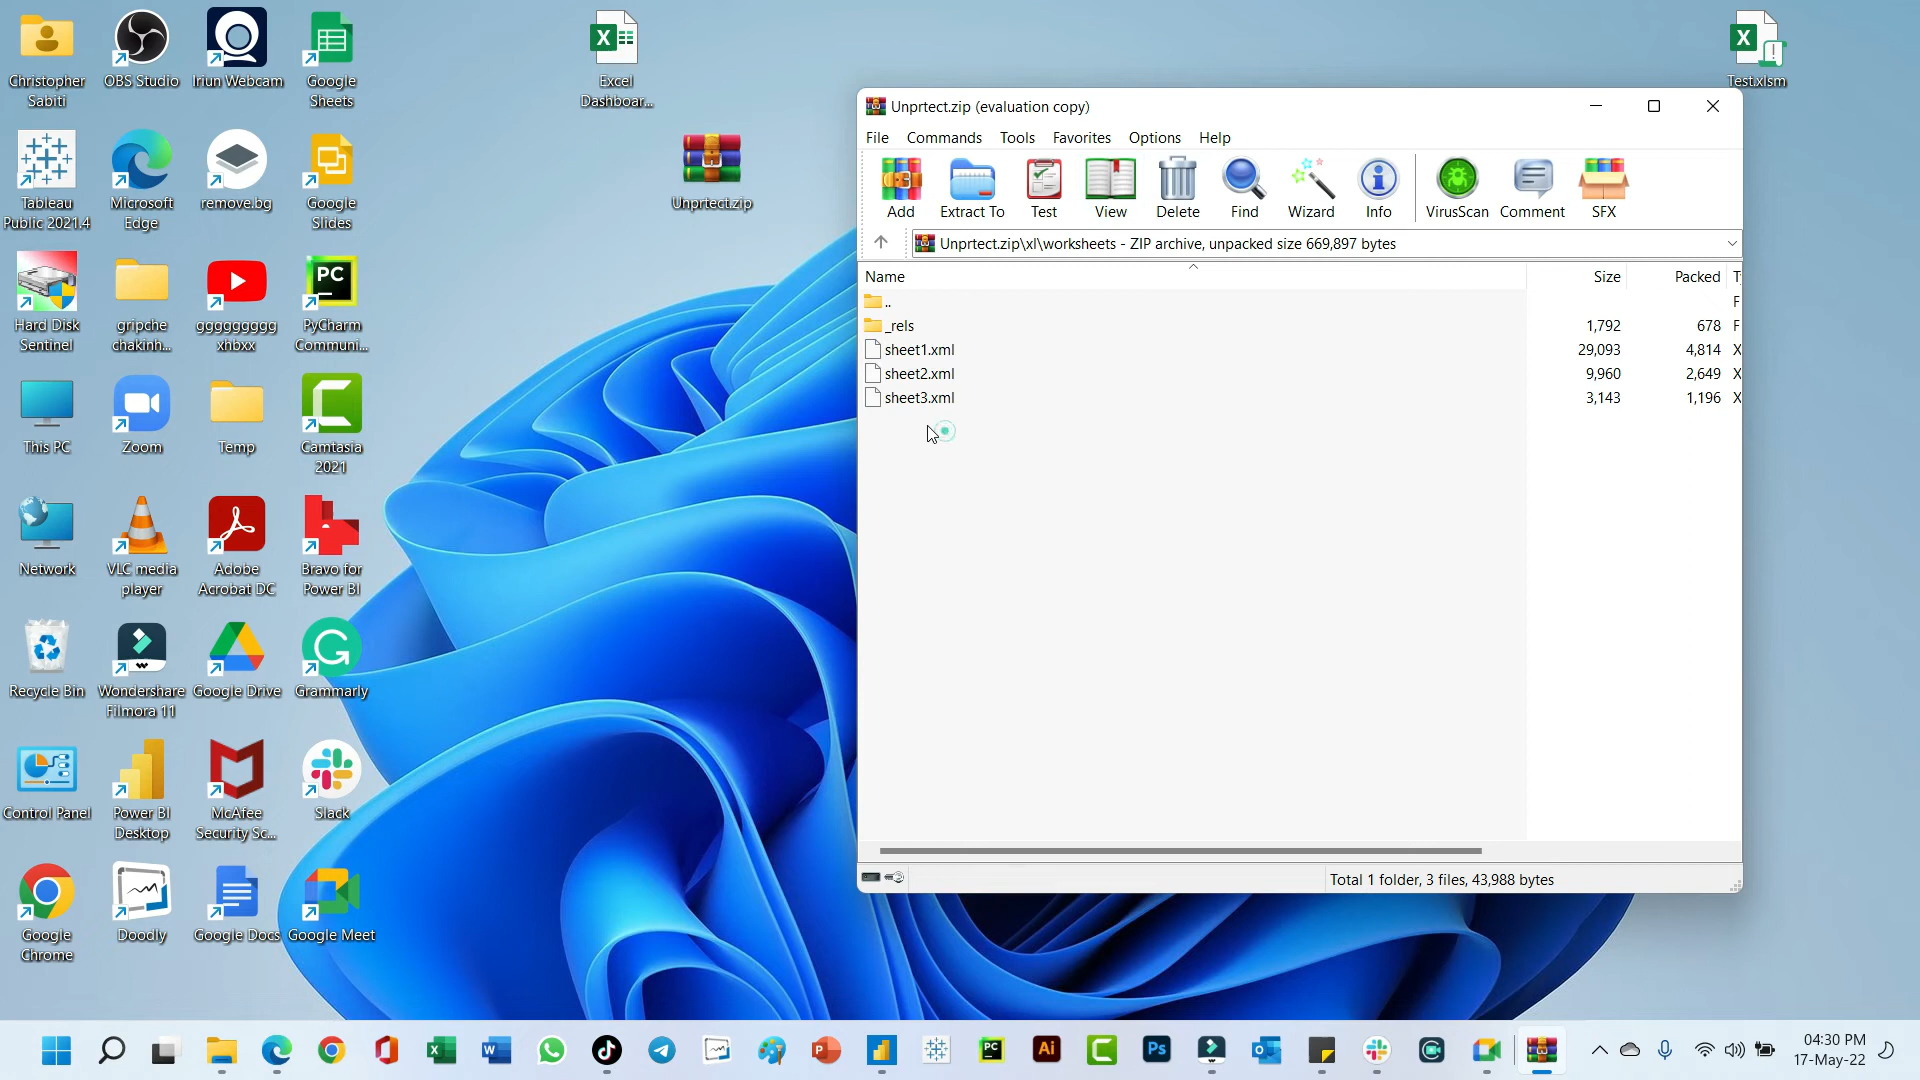 Christopher
Sabiti
OBS Studio
Iriun Webcam
Google
Sheets
Excel
Dashboar...
Test.xlsm
Tableau
Public 2021.4
Microsoft
Edge
remove.bg
Google
Slides
Unprtect.zip
Hard Disk
Sentinel
gripche
chakinh...
ggggggggg
xhbxx
PyCharm
Communi...
This PC
Zoom
Temp
Camtasia
2021
Network
VLC media
player
Adobe
Acrobat DC
Bravo for
Power BI
Recycle Bin
Wondershare
Filmora 11
Google Drive
Grammarly
Control Panel
Power BI
Desktop
McAfee
Security Sc...
Slack
Google
Chrome
Doodly
Google Docs
Google Meet
Unprtect.zip (evaluation copy)
File Commands Tools Favorites Options Help
Add Extract To Test View Delete Find Wizard Info VirusScan Comment SFX
Unprtect.zip\xl\worksheets - ZIP archive, unpacked size 669,897 bytes
Name Size Packed T
.. F
_rels 1,792 678 F
sheet1.xml 29,093 4,814 X
sheet2.xml 9,960 2,649 X
sheet3.xml 3,143 1,196 X
Total 1 folder, 3 files, 43,988 bytes
04:30 PM
17-May-22